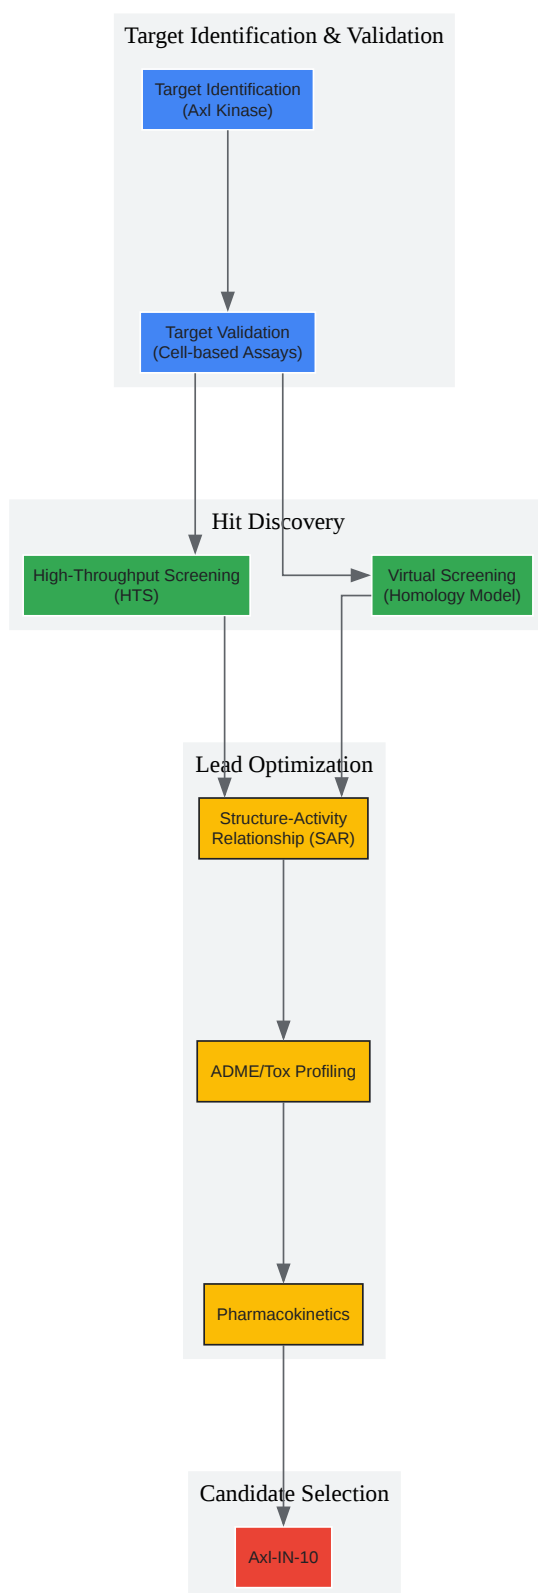 Target Identification & Validation
Target Identification
(Axl Kinase)
Target Validation
(Cell-based Assays)
Hit Discovery
High-Throughput Screening
(HTS)
Virtual Screening
(Homology Model)
Lead Optimization
Structure-Activity
Relationship (SAR)
ADME/Tox Profiling
Pharmacokinetics
Candidate Selection
Axl-IN-10